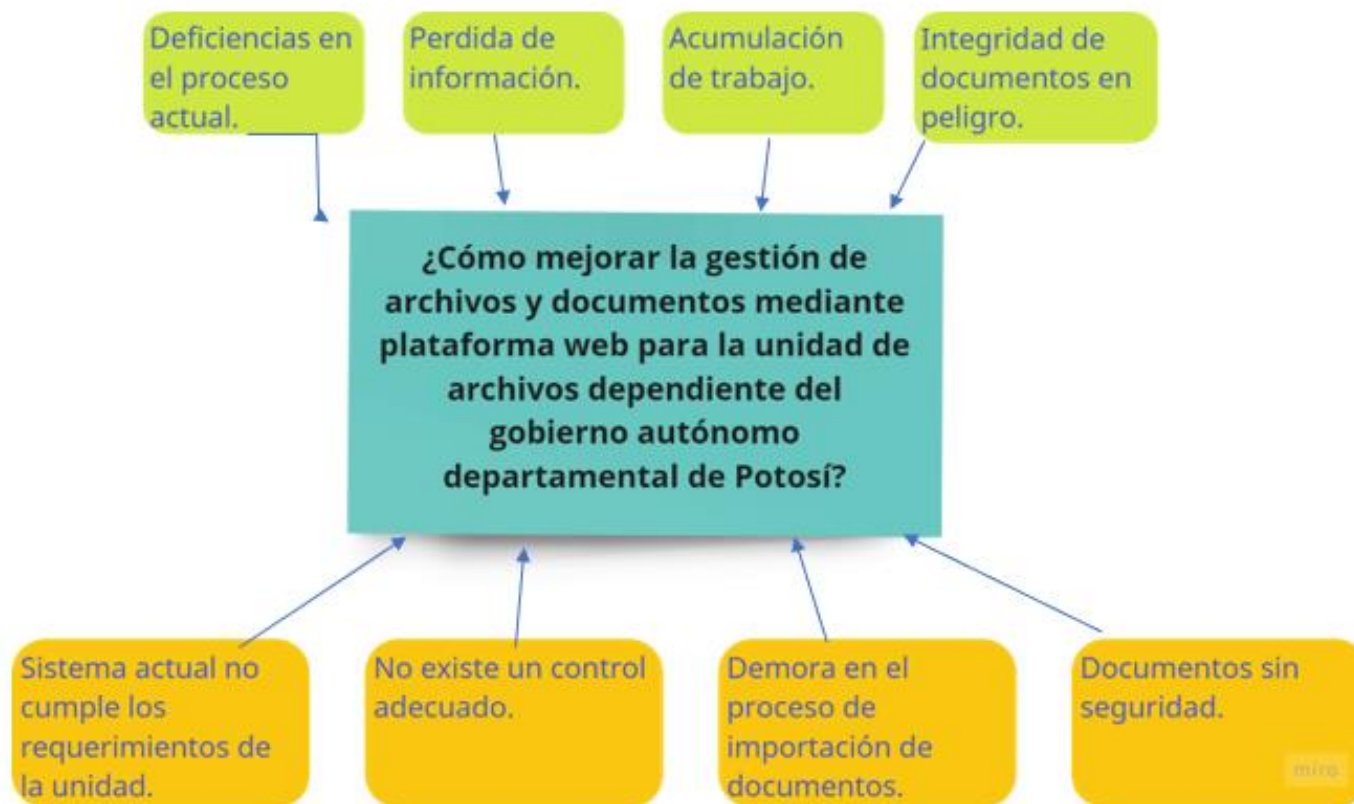 Deficiencias en
el proceso
actual.
Perdida de
información.
Acumulación
de trabajo.
Integridad de
documentos en
peligro.
¿Cómo mejorar la gestión de
archivos y documentos mediante
plataforma web para la unidad de
archivos dependiente del
gobierno autónomo
departamental de Potosí?
Sistema actual no
cumple los
requerimientos de
la unidad.
No existe un control
adecuado.
Demora en el
proceso de
importación de
documentos.
Documentos sin
seguridad.
miro